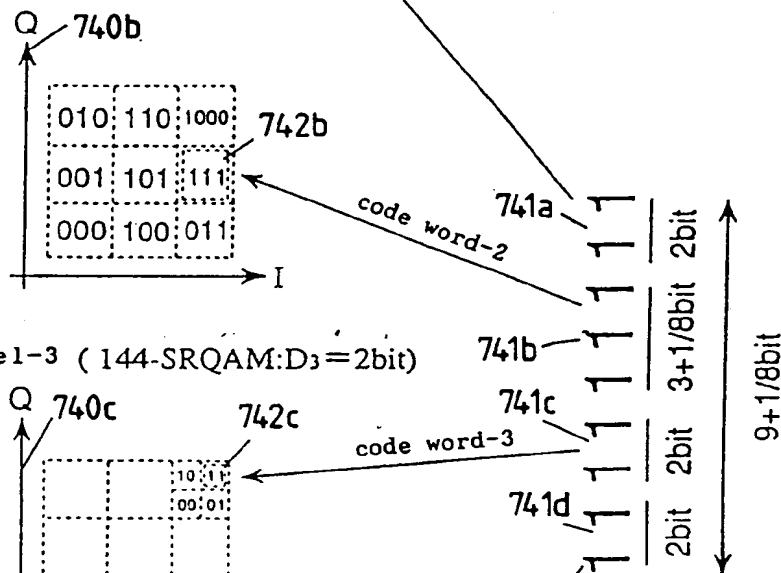 Q 740b
010 110 1000
742b
001 101 111
000 100 011
I
code word-2
741a
2bit
741b
3+1/8bit
9+1/8bit
el-3 (144-SRQAM:D3=2bit)
Q 740c
742c
10 11
00 01
code word-3
741c
2bit
741d
2bit